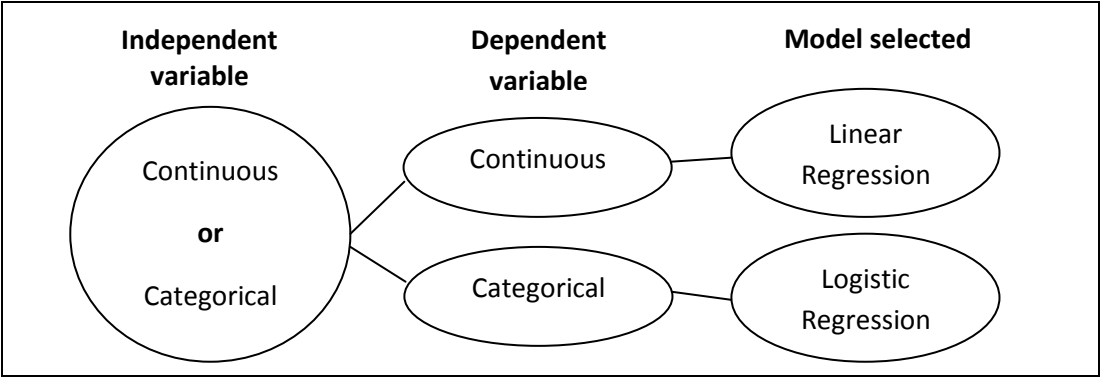 Independent
variable
Dependent
variable
Model selected
Continuous
or
Categorical
Continuous
Categorical
Linear
Regression
Logistic
Regression